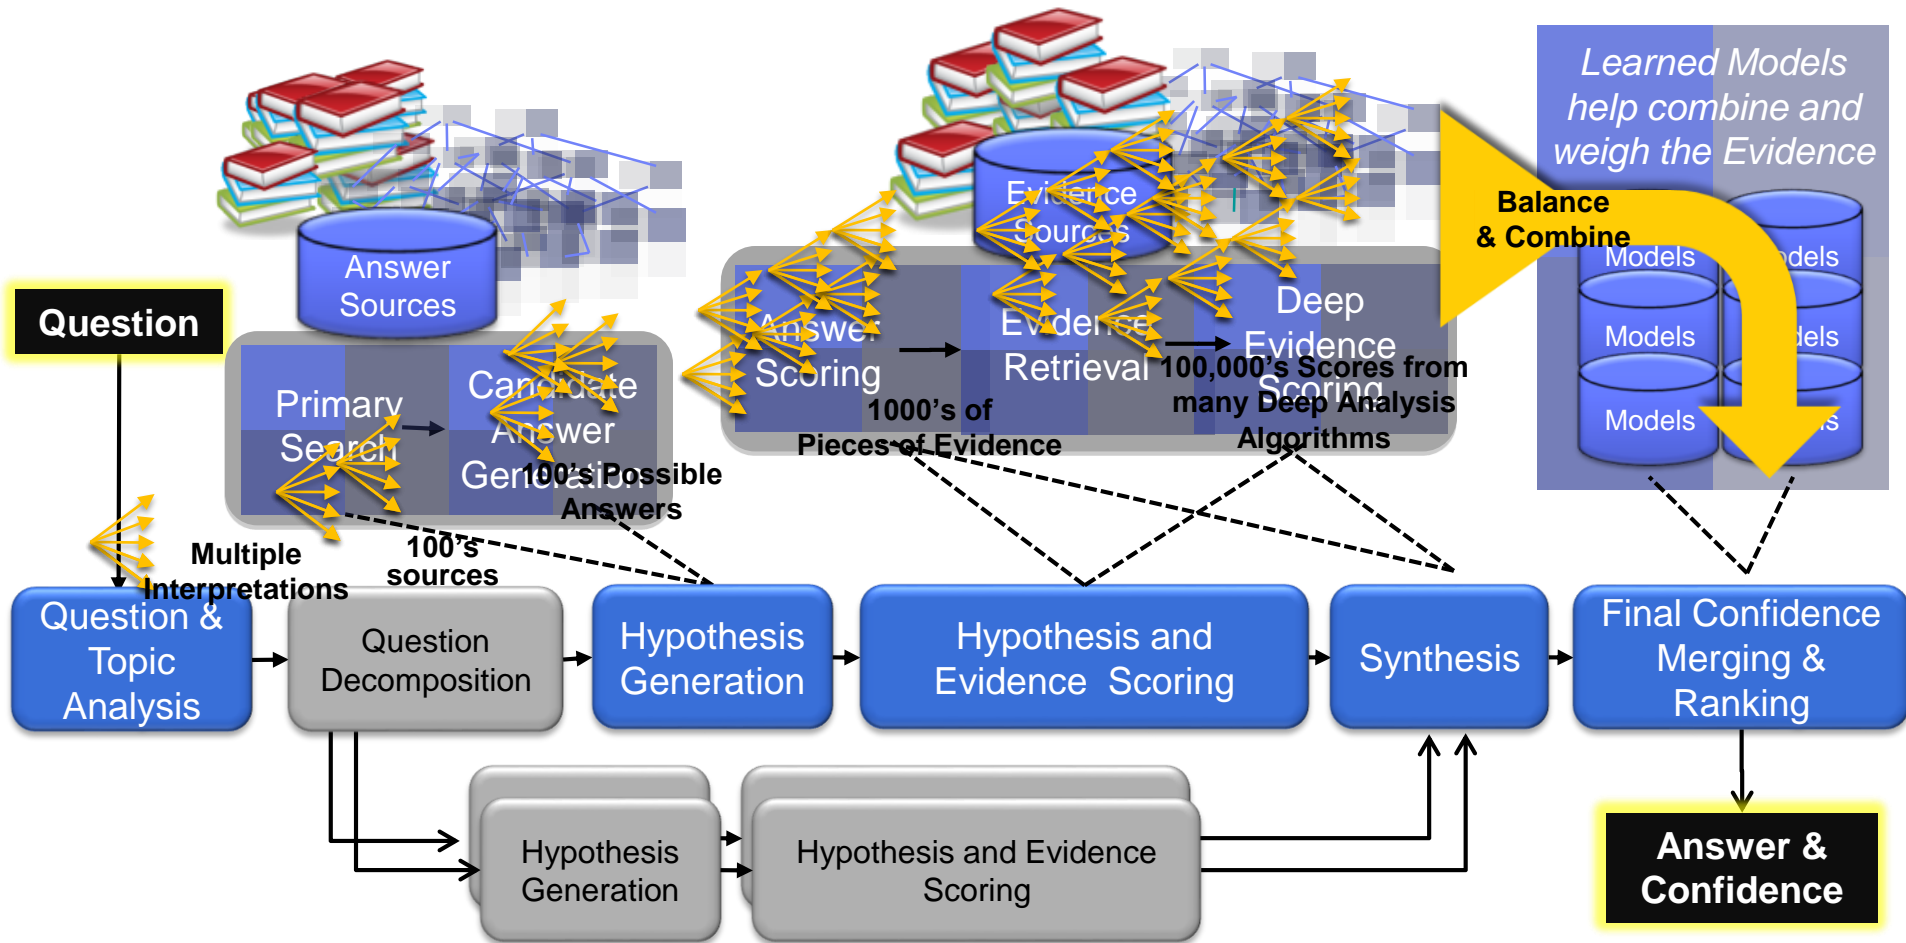 Learned Models
help combine and
weigh the Evidence
Answer
Sources
Evidence
Sources
Balance
& Combine
Models
Models
Models
Models
Models
Models
Question
Primary
Search
Candidate
Answer
Generation
Answer
Scoring
Evidence
Retrieval
Deep
Evidence
Scoring
100,000's Scores from
many Deep Analysis
Algorithms
1000's of
Pieces of Evidence
100's Possible
Answers
100's
sources
Multiple
Interpretations
Question &
Topic
Analysis
Question
Decomposition
Hypothesis
Generation
Hypothesis and
Evidence Scoring
Synthesis
Final Confidence
Merging &
Ranking
Hypothesis
Generation
Hypothesis and Evidence
Scoring
Answer &
Confidence